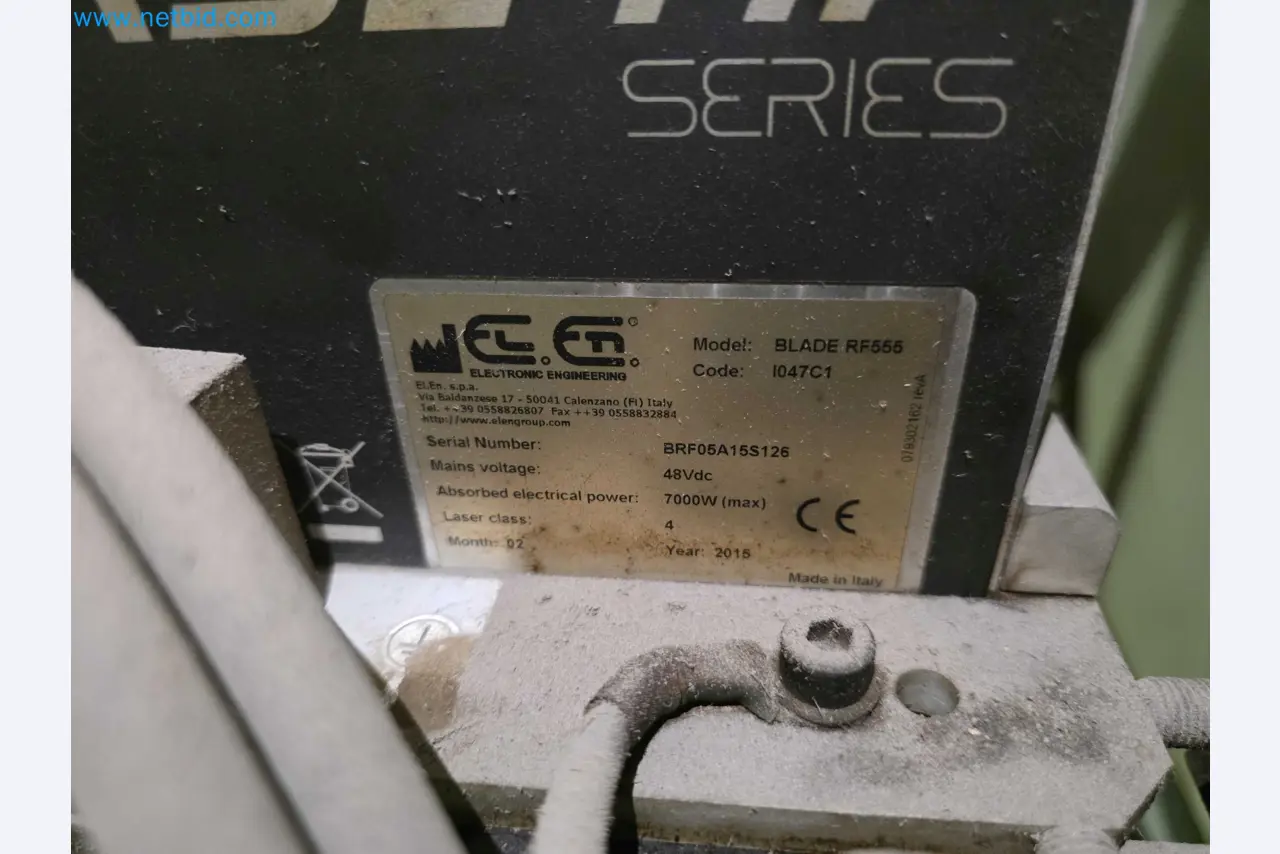 www.netbid.com
SERIES
EL.En.®
ELECTRONIC ENGINEERING
El.En. s.p.a.
Via Baldanzese 17 - 50041 Calenzano (Fi) Italy
Tel. ++39 0558826807 Fax ++39 0558832884
http://www.elengroup.com
Model: BLADE RF555
Code: I047C1
Serial Number: BRF05A15S126
Mains voltage: 48Vdc
Absorbed electrical power: 7000W (max)
Laser class: 4
Month: 02 Year: 2015
CE
Made in Italy
079302162 revA